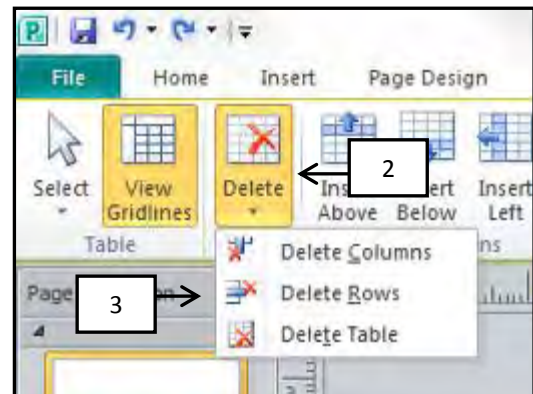 P
File Home Insert Page Design
2
Select View Gridlines Delete Above Below Insert Left
Table
Delete Columns
Page
3
Delete Rows
Delete Table